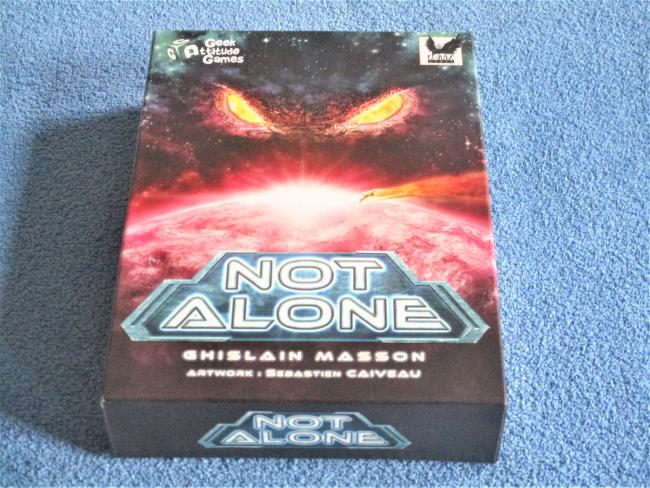 Geek
Attitude
Games
NOT
ALONE
GHISLAIN MASSON
ARTWORK : SEBASTIEN CAIVEAU
NOT
ALONE